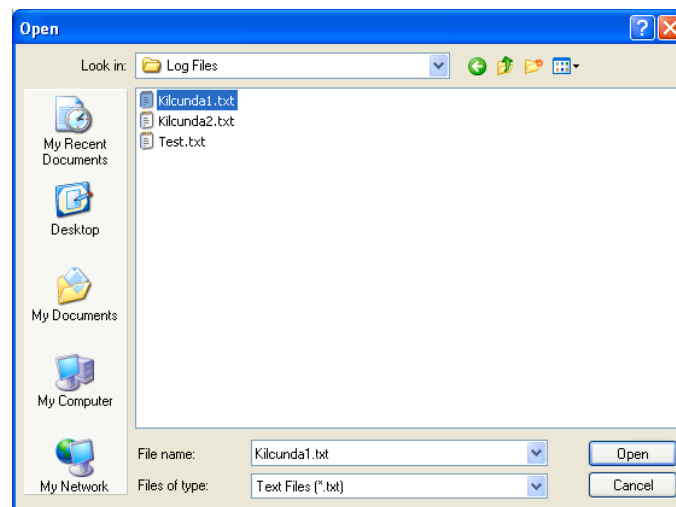 Open
Look in: Log Files
Kilcunda1.txt
Kilcunda2.txt
Test.txt
My Recent
Documents
Desktop
My Documents
My Computer
My Network
File name: Kilcunda1.txt Open
Files of type: Text Files (*.txt) Cancel